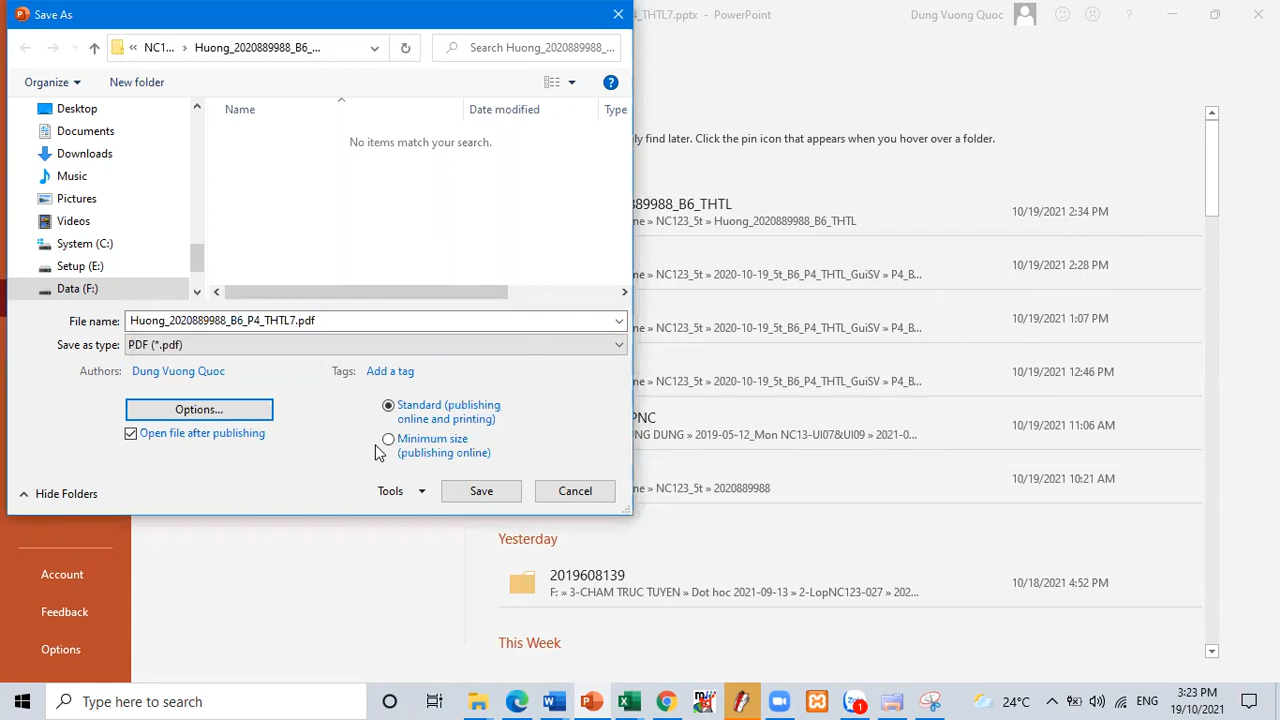 Save As
_THTL7.pptx - PowerPoint
Dung Vuong Quoc
?
« NC1... › Huong_2020889988_B6_...
Search Huong_2020889988_...
Organize
New folder
?
Desktop
Documents
Downloads
Music
Pictures
Videos
System (C:)
Setup (E:)
Data (F:)
Name
Date modified
Type
No items match your search.
File name:
Huong_2020889988_B6_P4_THTL7.pdf
Save as type:
PDF (*.pdf)
Authors:
Dung Vuong Quoc
Tags:
Add a tag
Options...
Open file after publishing
Standard (publishing
online and printing)
Minimum size
(publishing online)
Hide Folders
Tools
Save
Cancel
ily find later. Click the pin icon that appears when you hover over a folder.
89988_B6_THTL
me » NC123_5t » Huong_2020889988_B6_THTL
10/19/2021 2:34 PM
me » NC123_5t » 2020-10-19_5t_B6_P4_THTL_GuiSV » P4_B...
10/19/2021 2:28 PM
me » NC123_5t » 2020-10-19_5t_B6_P4_THTL_GuiSV » P4_B...
10/19/2021 1:07 PM
me » NC123_5t » 2020-10-19_5t_B6_P4_THTL_GuiSV » P4_B...
10/19/2021 12:46 PM
PNC
UNG DUNG » 2019-05-12_Mon NC13-UI07&UI09 » 2021-0...
10/19/2021 11:06 AM
me » NC123_5t » 2020889988
10/19/2021 10:21 AM
Yesterday
2019608139
F: » 3-CHAM TRUC TUYEN » Dot hoc 2021-09-13 » 2-LopNC123-027 » 202...
10/18/2021 4:52 PM
This Week
Account
Feedback
Options
Type here to search
1
24°C
3:23 PM
19/10/2021